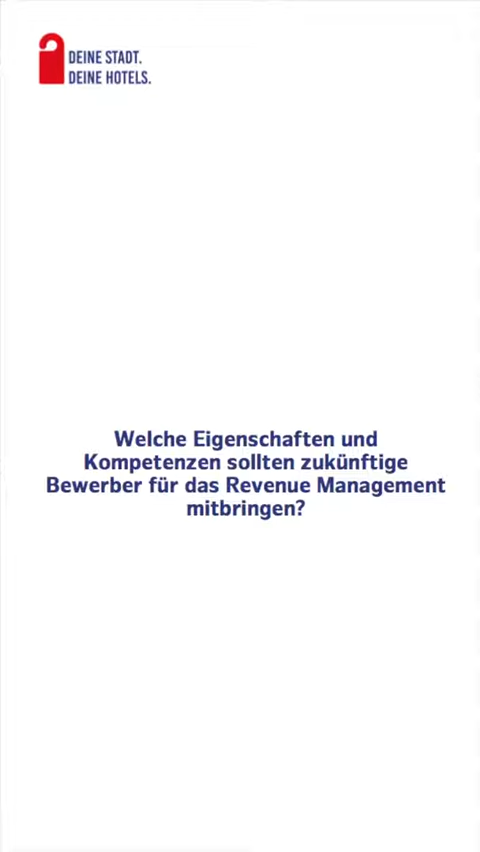 DEINE STADT.
DEINE HOTELS.
Welche Eigenschaften und
Kompetenzen sollten zukünftige
Bewerber für das Revenue Management
mitbringen?